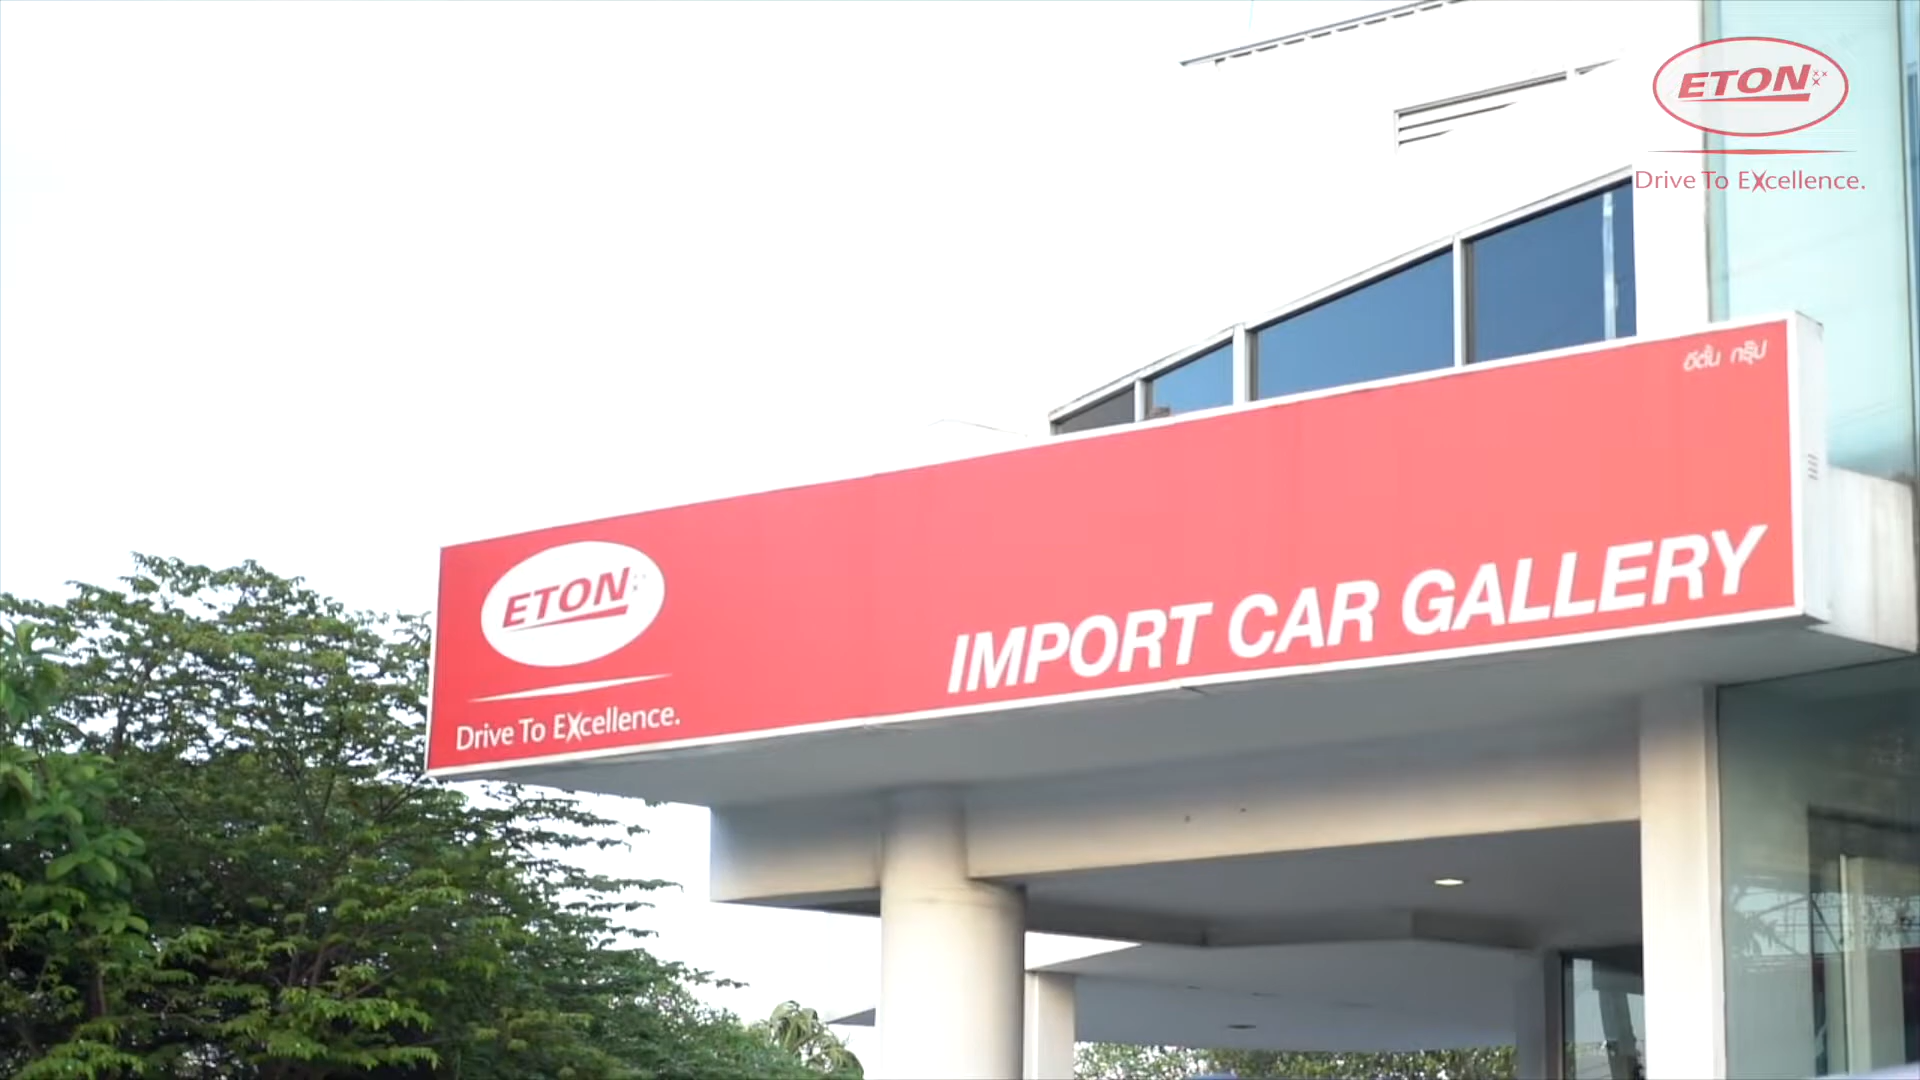 ETON
Drive To EXcellence.
อีตั้น กรุ๊ป
ETON
Drive To EXcellence.
IMPORT CAR GALLERY